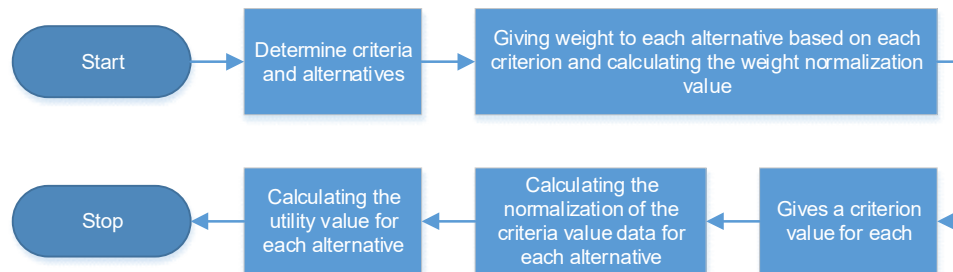 Start
Determine criteria
and alternatives
Giving weight to each alternative based on each
criterion and calculating the weight normalization
value
Gives a criterion
value for each
Calculating the
normalization of the
criteria value data for
each alternative
Calculating the
utility value for
each alternative
Stop